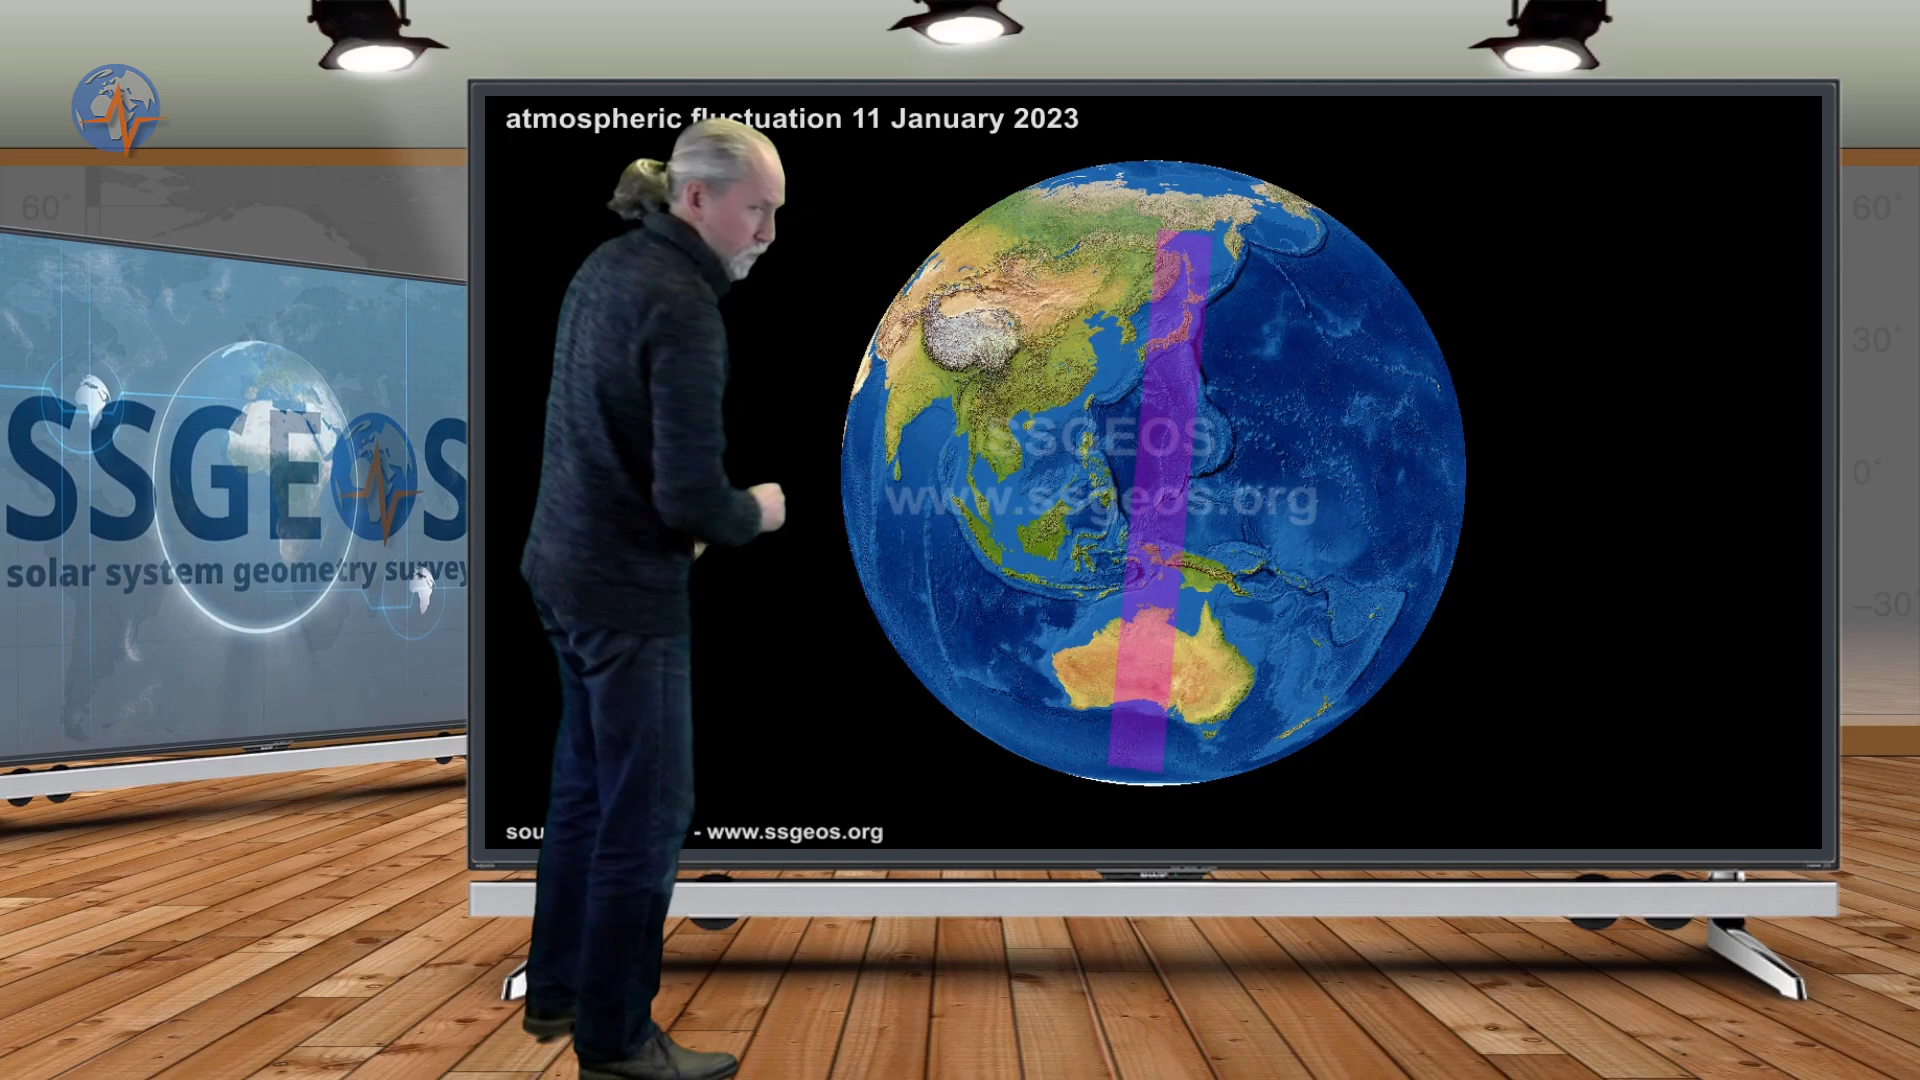 atmospheric fluctuation 11 January 2023
60°
60°
30°
SSGEOS
SSGEOS
www.ssgeos.org
0°
solar system geometry survey
-30°
- www.ssgeos.org